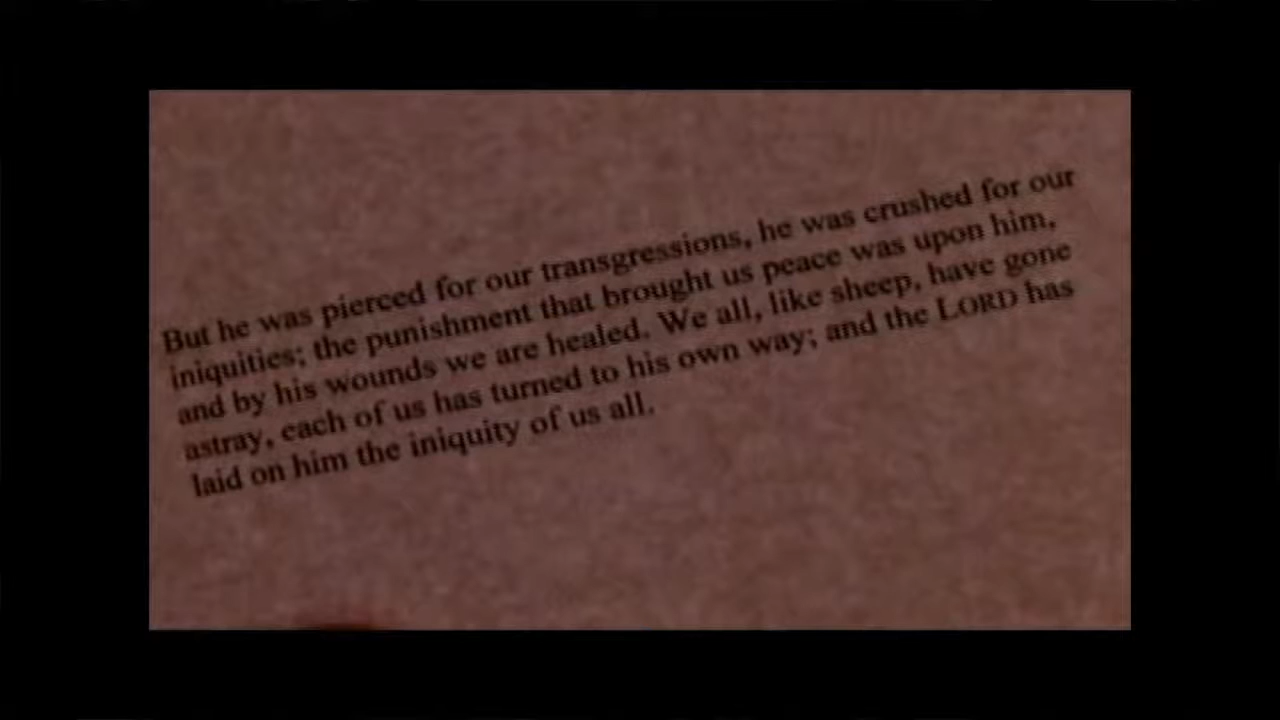 But he was pierced for our transgressions, he was crushed for our
iniquities; the punishment that brought us peace was upon him,
and by his wounds we are healed. We all, like sheep, have gone
astray, each of us has turned to his own way; and the LORD has
laid on him the iniquity of us all.